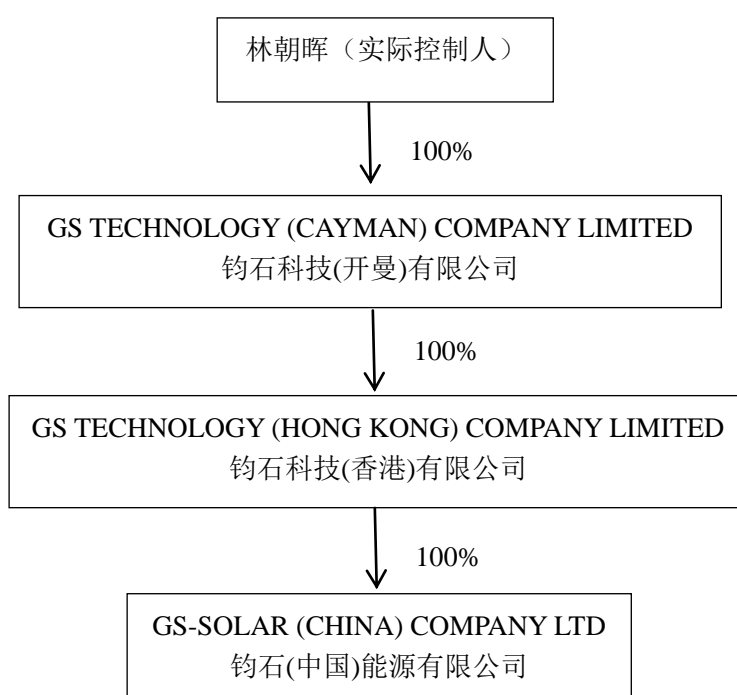 林朝晖（实际控制人）
100%
GS TECHNOLOGY (CAYMAN) COMPANY LIMITED
钧石科技(开曼)有限公司
100%
GS TECHNOLOGY (HONG KONG) COMPANY LIMITED
钧石科技(香港)有限公司
100%
GS-SOLAR (CHINA) COMPANY LTD
钧石(中国)能源有限公司